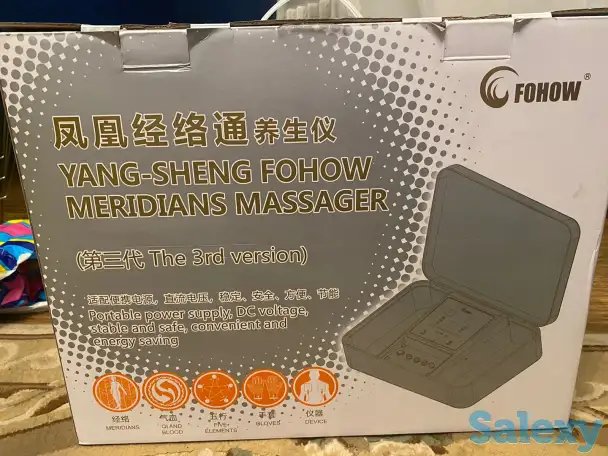 FOHOW®
凤凰经络通养生仪
YANG-SHENG FOHOW
MERIDIANS MASSAGER
(第三代 The 3rd version)
适配便携电源，直流电压，稳定、安全、方便、节能
Portable power supply, DC voltage,
stable and safe, convenient and
energy saving
经络 气血 五行 手套 仪器
MERIDIANS QI AND BLOOD FIVE ELEMENTS GLOVES DEVICE
Salexy